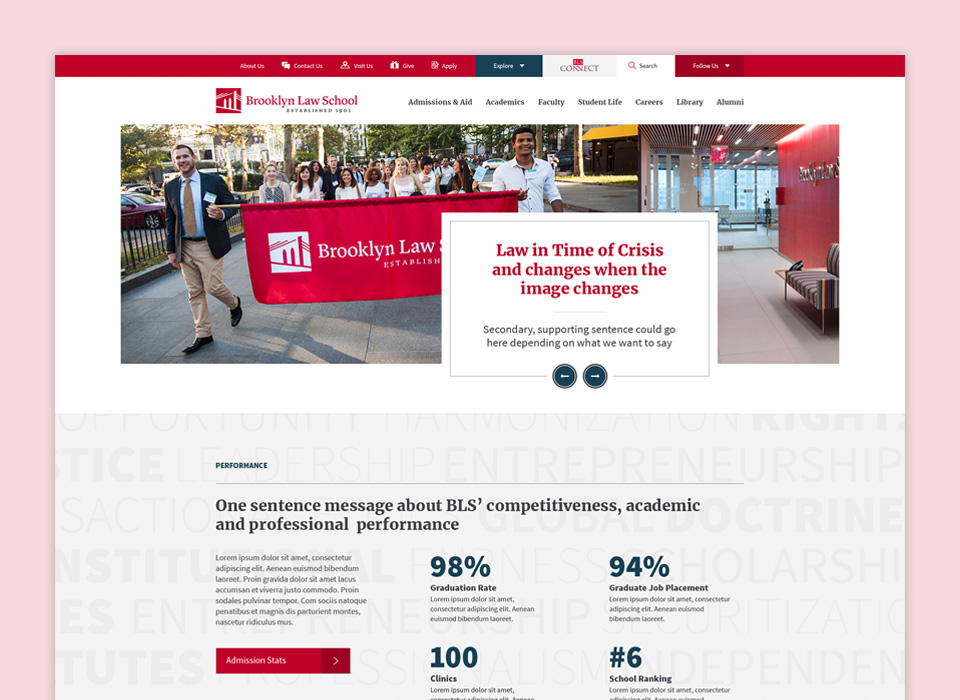 About Us Contact Us Visit Us Give Apply Explore BLS CONNECT Search Follow Us
Brooklyn Law School
ESTABLISHED 1901
Admissions & Aid Academics Faculty Student Life Careers Library Alumni
Brooklyn Law S
ESTABLISH
Brooklyn Law S
Law in Time of Crisis
and changes when the
image changes
Secondary, supporting sentence could go
here depending on what we want to say
OPPORTUNITY HARMONIZATION RIGHTS
STICE LEADERSHIP ENTREPRENEURSHIP
PERFORMANCE
SACTIO GLOBAL DOCTRINE
One sentence message about BLS’ competitiveness, academic
and professional performance
NSTITUTIONAL FAIRNESS SCHOLARSH
Lorem ipsum dolor sit amet, consectetur
adipiscing elit. Aenean euismod bibendum
laoreet. Proin gravida dolor sit amet lacus
accumsan et viverra justo commodo. Proin
sodales pulvinar tempor. Com sociis natoque
penatibus et magnis dis parturient montes,
nascetur ridiculus mus.
98%
Graduation Rate
Lorem ipsum dolor sit amet,
consectetur adipiscing elit. Aenean
euismod bibendum laoreet.
94%
Graduate Job Placement
Lorem ipsum dolor sit amet, consectetur
adipiscing elit. Aenean euismod
bibendum laoreet.
ES ENTREPRENEURSHIP SECURITIZATIO
Admission Stats
100
Clinics
Lorem ipsum dolor sit amet,
consectetur adipiscing elit. Aenean
#6
School Ranking
Lorem ipsum dolor sit amet, consectetur
adipiscing elit. Aenean euismod
TUTES PROFESSIONALISM INDEPENDEN